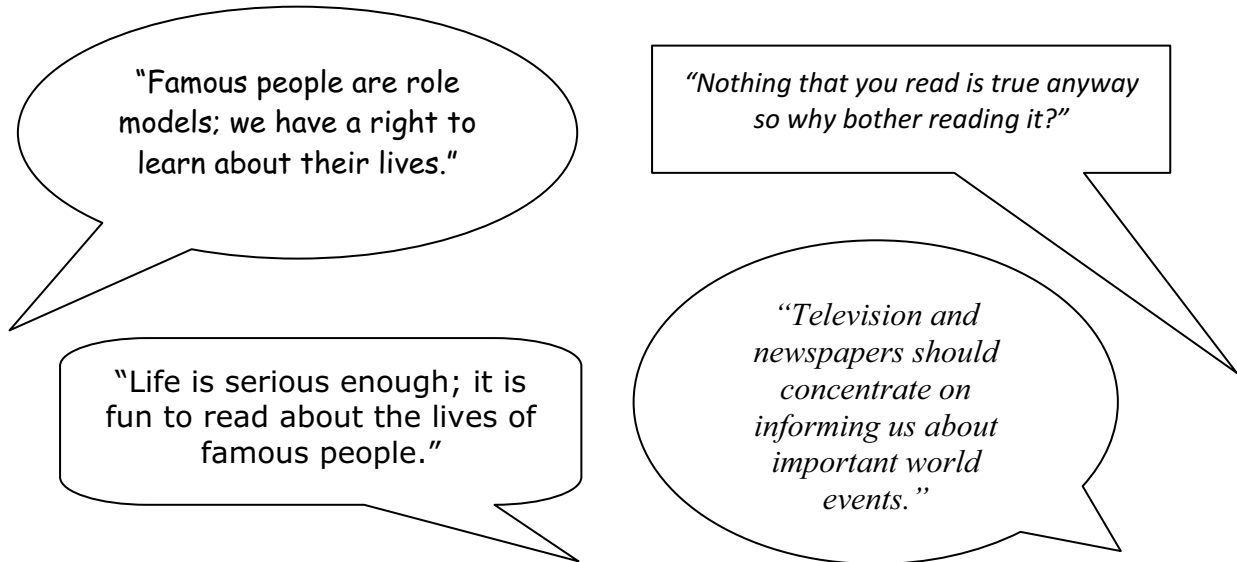 “Famous people are role
models; we have a right to
learn about their lives.”
“Nothing that you read is true anyway
so why bother reading it?”
“Life is serious enough; it is
fun to read about the lives of
famous people.”
“Television and
newspapers should
concentrate on
informing us about
important world
events.”